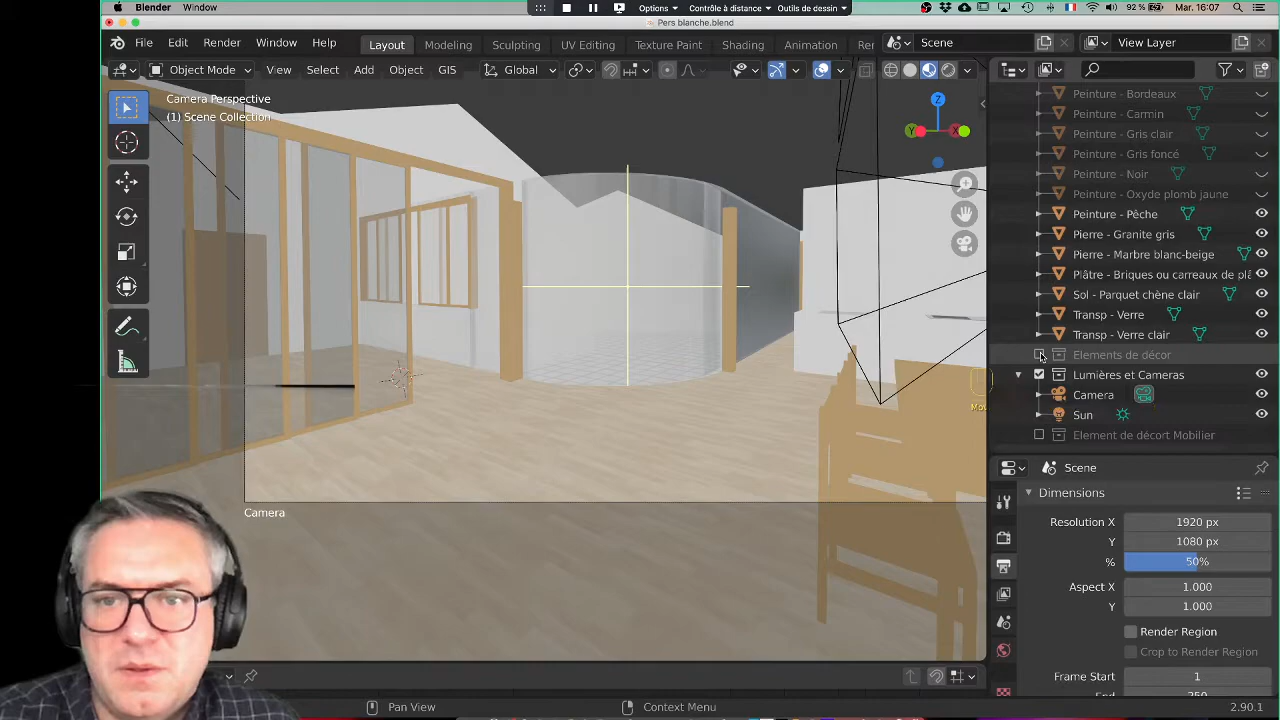 Blender Window Options Contrôle à distance Outils de dessin 92 % Mar. 16:07
Pers blanche.blend
File Edit Render Window Help Layout Modeling Sculpting UV Editing Texture Paint Shading Animation Scene View Layer
Object Mode View Select Add Object GIS Global
Camera Perspective
(1) Scene Collection
Z
Y
Camera
Peinture - Bordeaux
Peinture - Carmin
Peinture - Gris clair
Peinture - Gris foncé
Peinture - Noir
Peinture - Oxyde plomb jaune
Peinture - Pêche
Pierre - Granite gris
Pierre - Marbre blanc-beige
Plâtre - Briques ou carreaux de
Sol - Parquet chène clair
Transp - Verre
Transp - Verre clair
Elements de décor
Lumières et Cameras
Camera
Sun
Element de décort Mobilier
Scene
Dimensions
Resolution X 1920 px
Y 1080 px
% 50%
Aspect X 1.000
Y 1.000
Render Region
Crop to Render Region
Frame Start 1
Pan View Context Menu 2.90.1